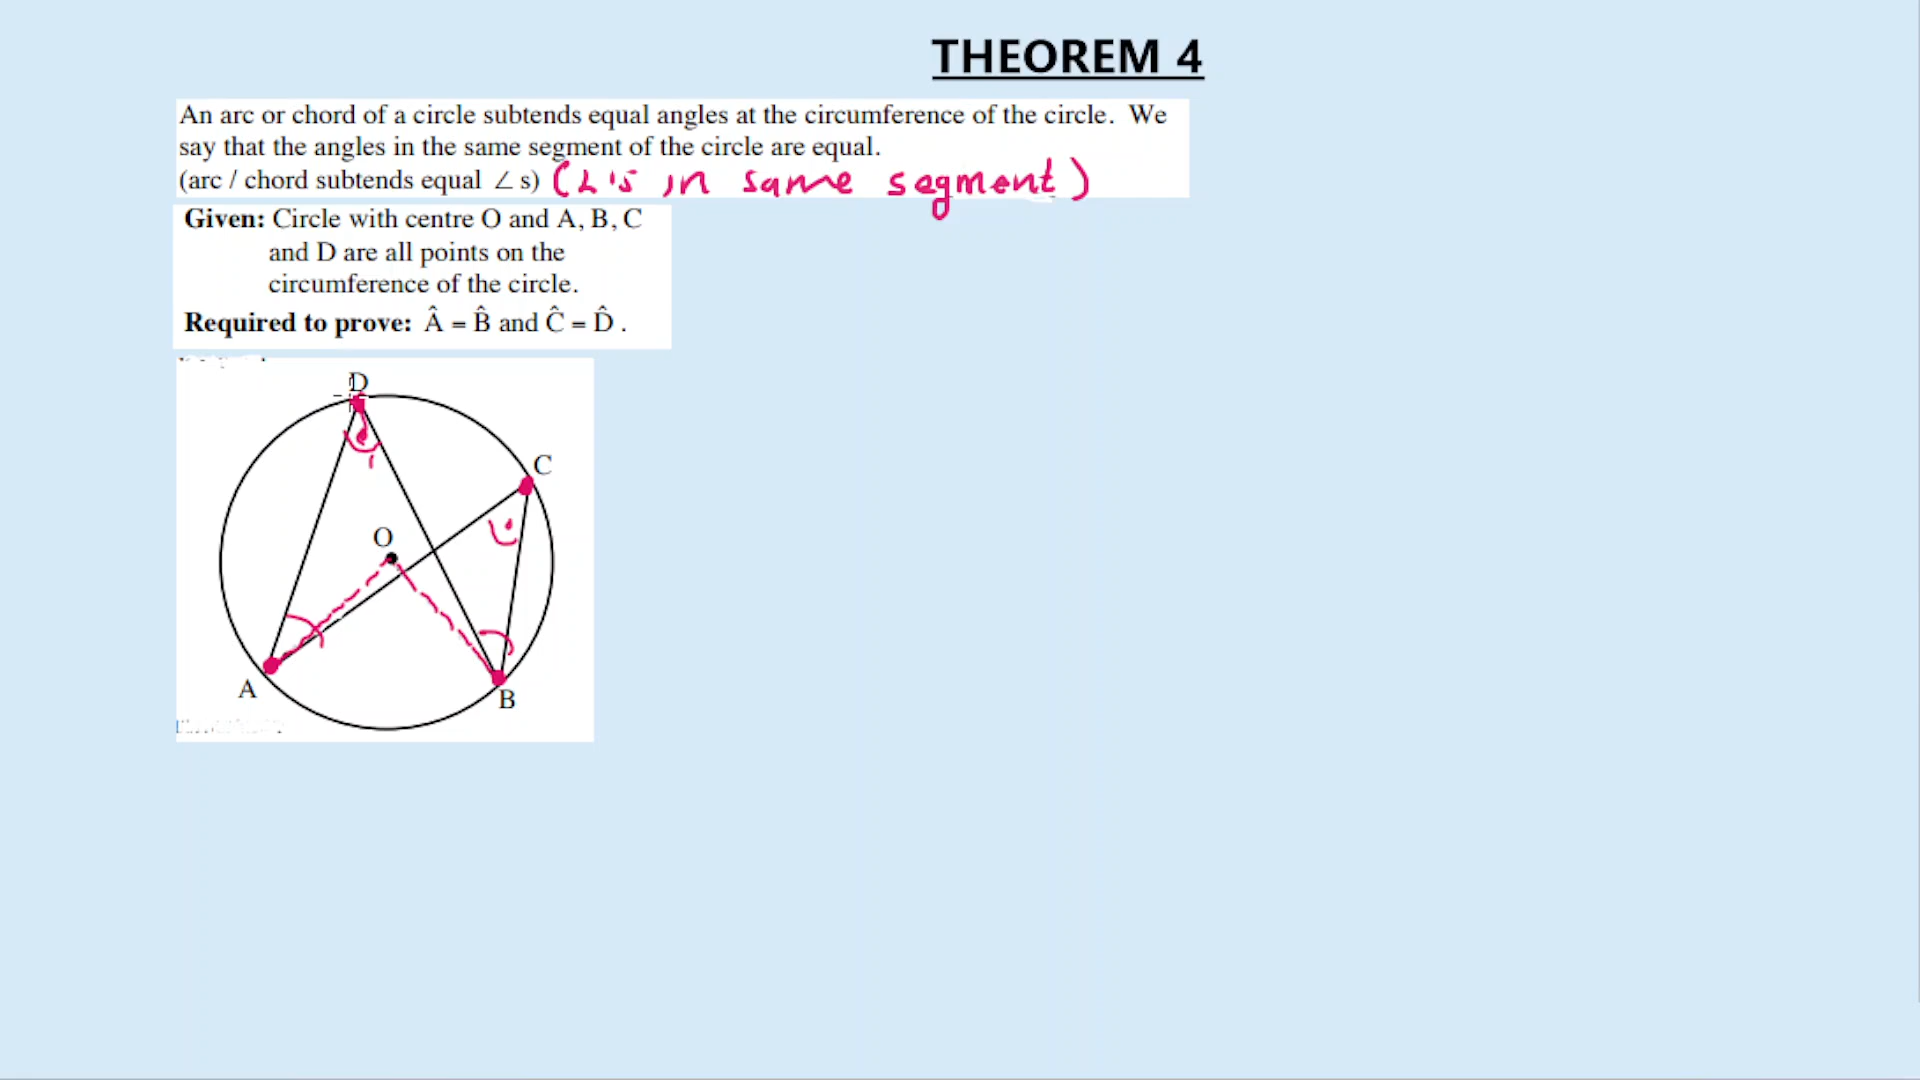 THEOREM 4
An arc or chord of a circle subtends equal angles at the circumference of the circle. We
say that the angles in the same segment of the circle are equal.
(arc / chord subtends equal ∠ s) (∠'s in same segment)
Given: Circle with centre O and A, B, C
and D are all points on the
circumference of the circle.
Required to prove: Â = B̂ and Ĉ = D̂ .
D
1
C
O
A
B